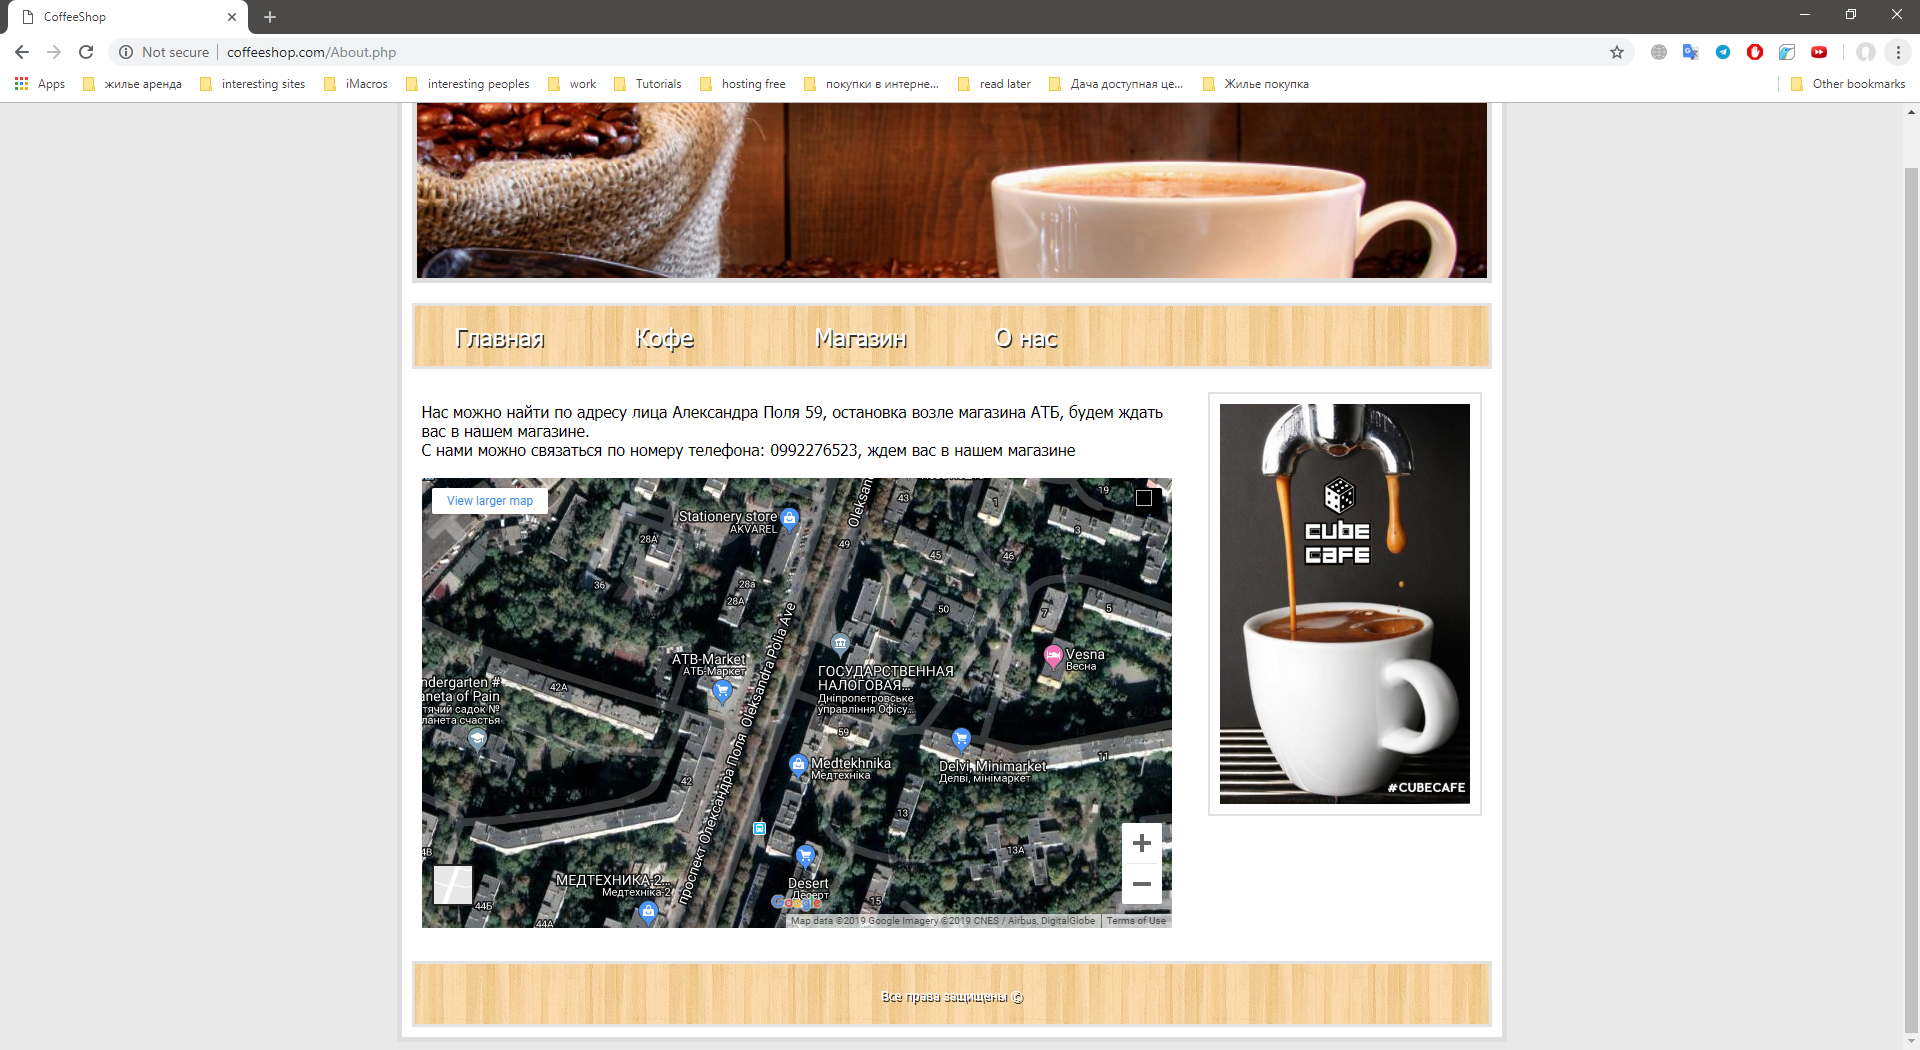 CoffeeShop
Not secure
coffeeshop.com/About.php
Apps
жилье аренда
interesting sites
iMacros
interesting peoples
work
Tutorials
hosting free
покупки в интерне...
read later
Дача доступная це...
Жилье покупка
Other bookmarks
Главная
Кофе
Магазин
О нас
Нас можно найти по адресу лица Александра Поля 59, остановка возле магазина АТБ, будем ждать
вас в нашем магазине.
С нами можно связаться по номеру телефона: 0992276523, ждем вас в нашем магазине
View larger map
Stationery store
AKVAREL
28A
36
28a
28A
43
Oleksan
49
45
46
1
19
3
50
7
5
проспект Олександра Поля
Oleksandra Polia Ave
ATB-Market
АТБ-Маркет
ГОСУДАРСТВЕННАЯ
НАЛОГОВАЯ...
Дніпропетровське
управління Офісу...
Vesna
Весна
ndergarten #
aneta of Pain
тячий садок №
ланета счастья
42A
59
Medtekhnika
Медтехніка
Delvi, Minimarket
Делві, мінімаркет
11
42
13
13A
4B
МЕДТЕХНИКА-2...
Медтехніка-2
Desert
Десерт
44Б
44A
15
Google
Map data ©2019 Google Imagery ©2019 CNES / Airbus, DigitalGlobe
Terms of Use
cube
cafe
#CUBECAFE
Все права защищены ©